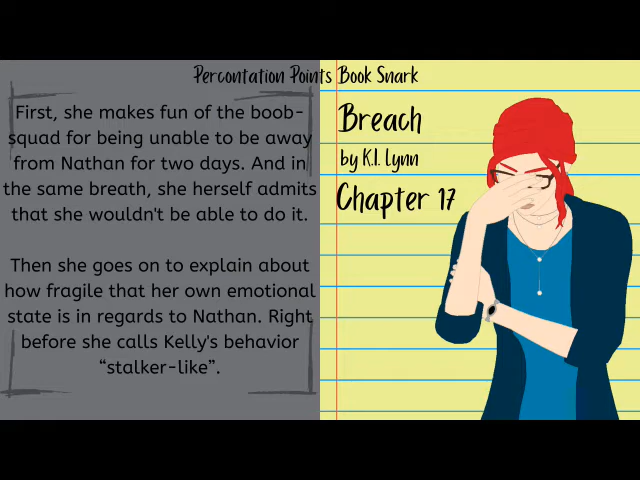 Percontation Points Book Snark
First, she makes fun of the boob-
squad for being unable to be away
from Nathan for two days. And in
the same breath, she herself admits
that she wouldn't be able to do it.
Then she goes on to explain about
how fragile that her own emotional
state is in regards to Nathan. Right
before she calls Kelly's behavior
“stalker-like”.
Breach
by K.I. Lynn
Chapter 17